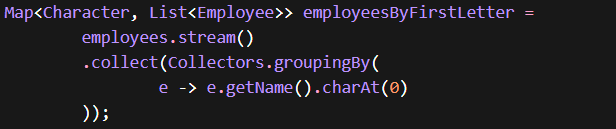 Map<Character, List<Employee>> employeesByFirstLetter =
        employees.stream()
        .collect(Collectors.groupingBy(
                e -> e.getName().charAt(0)
        ));